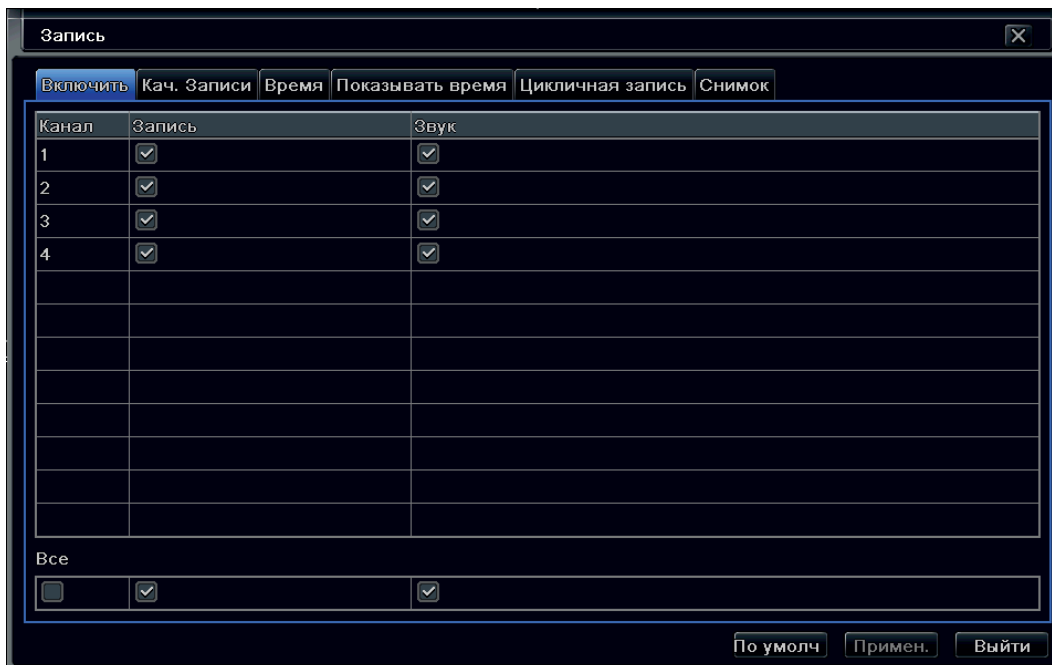 Запись
Включить Кач. Записи Время Показывать время Цикличная запись Снимок
Канал Запись Звук
1
2
3
4
Все
По умолч Примен. Выйти